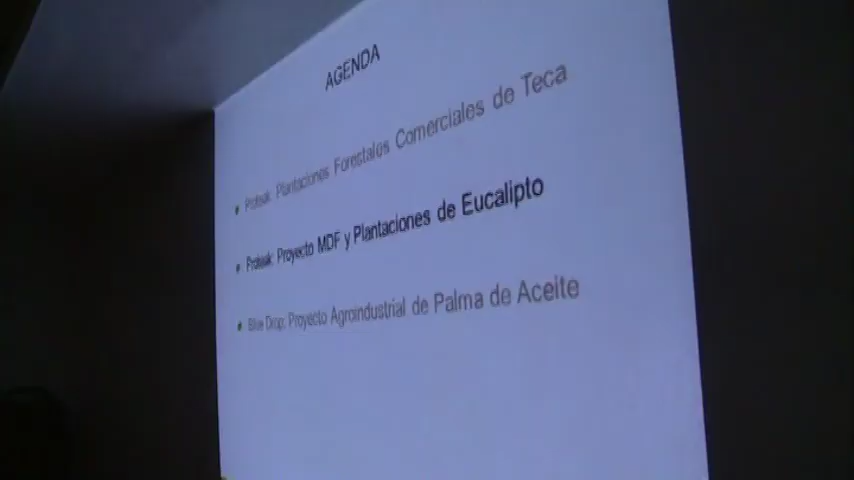 AGENDA
Proteak: Plantaciones Forestales Comerciales de Teca
Proteak: Proyecto MDF y Plantaciones de Eucalipto
Blue Drop: Proyecto Agroindustrial de Palma de Aceite